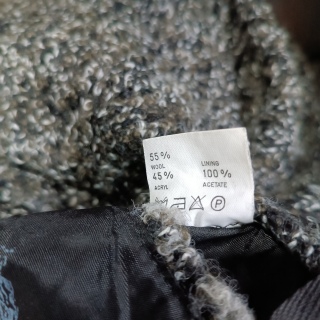 55%
WOOL
45%
ACRYL
LINING
100%
ACETATE
P